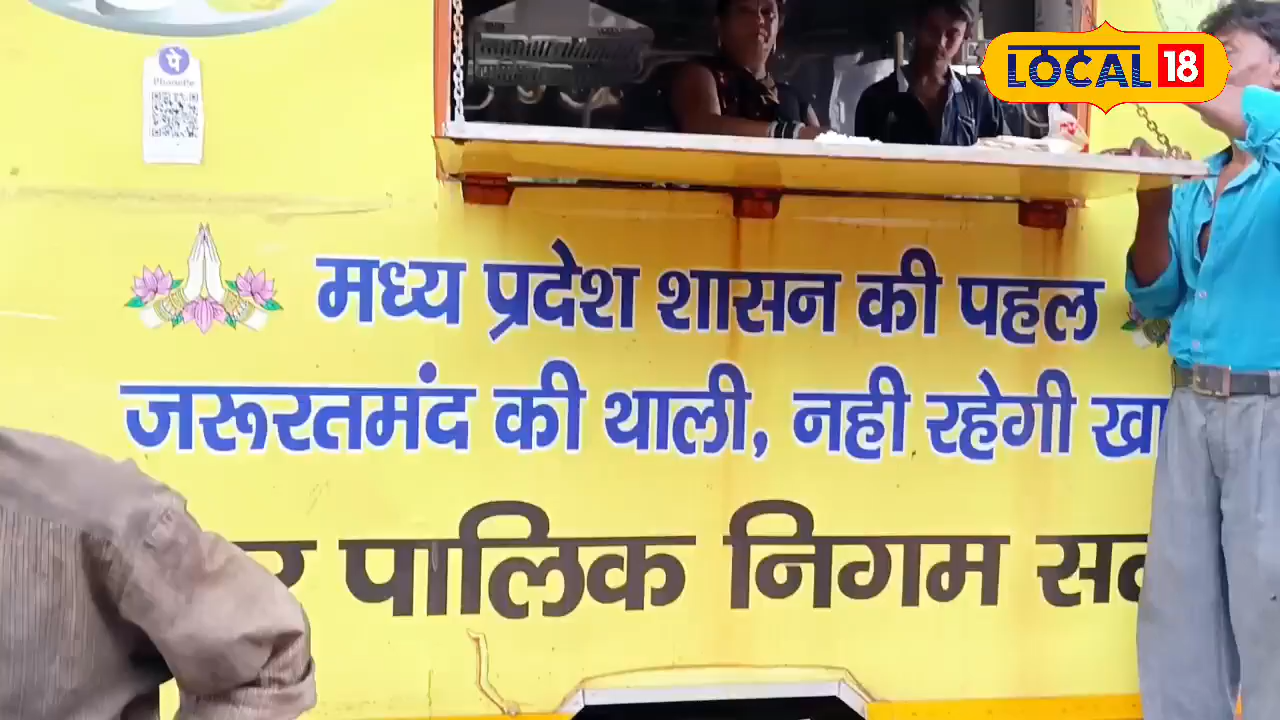 LOCAL 18
पे
PhonePe
मध्य प्रदेश शासन की पहल
जरूरतमंद की थाली, नही रहेगी
पालिक निगम